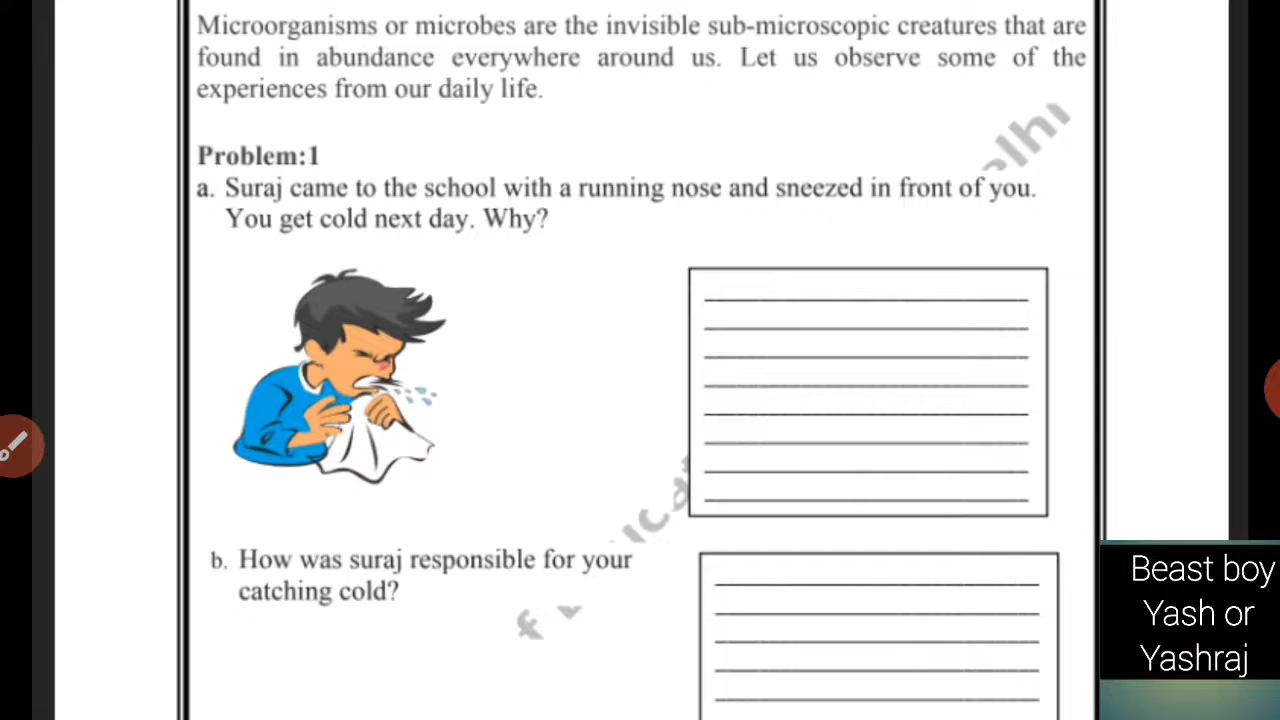 Microorganisms or microbes are the invisible sub-microscopic creatures that are
found in abundance everywhere around us. Let us observe some of the
experiences from our daily life.
Problem:1
a. Suraj came to the school with a running nose and sneezed in front of you.
You get cold next day. Why?
b. How was suraj responsible for your
catching cold?
Beast boy
Yash or
Yashraj